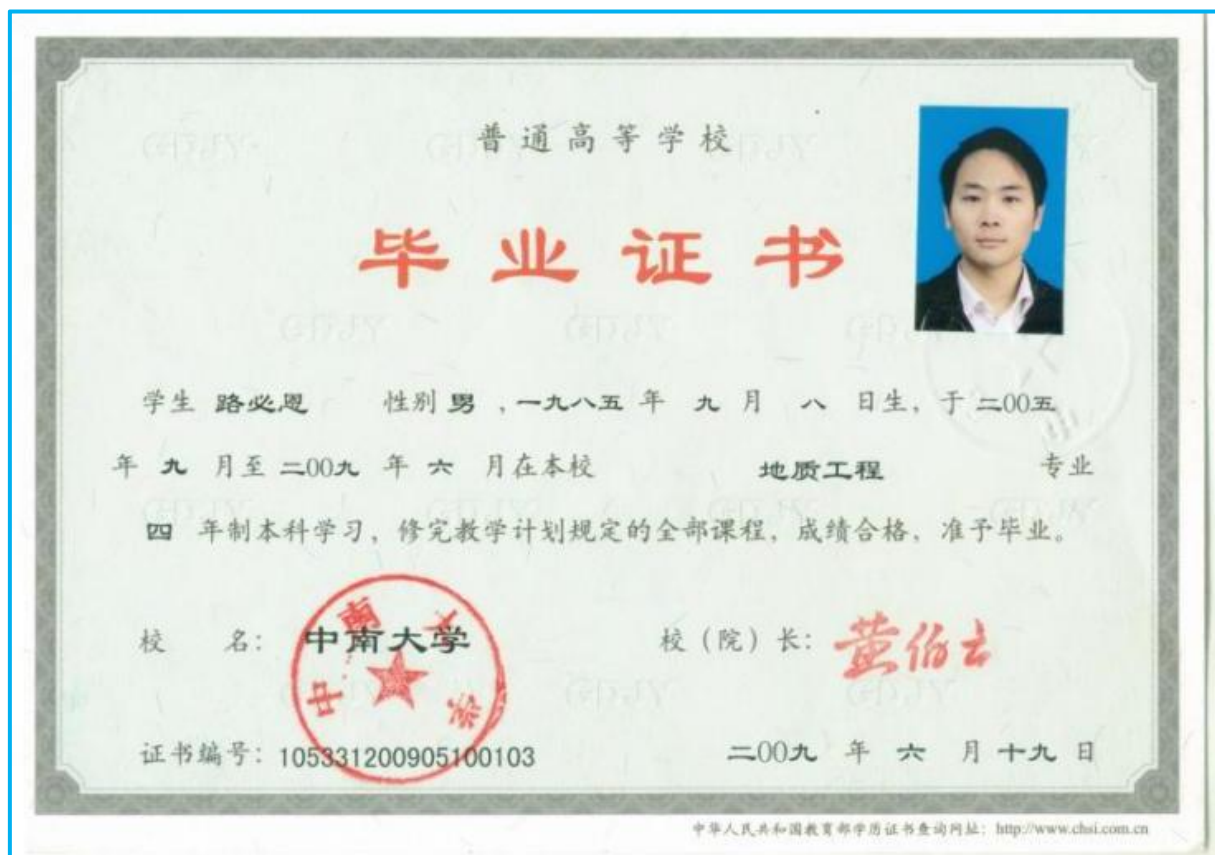 普通高等学校
毕业证书
学生 路必恩 性别 男 ，一九八五 年 九 月 八 日生，于 二00五
年 九 月至 二00九 年 六 月在本校 地质工程 专业
四 年制本科学习，修完教学计划规定的全部课程，成绩合格，准予毕业。
校 名： 中南大学 校（院）长： 黄伯云
中南大学
证书编号：105331200905100103 二00九 年 六 月 十九 日
中华人民共和国教育部学历证书查询网址：http://www.chsi.com.cn